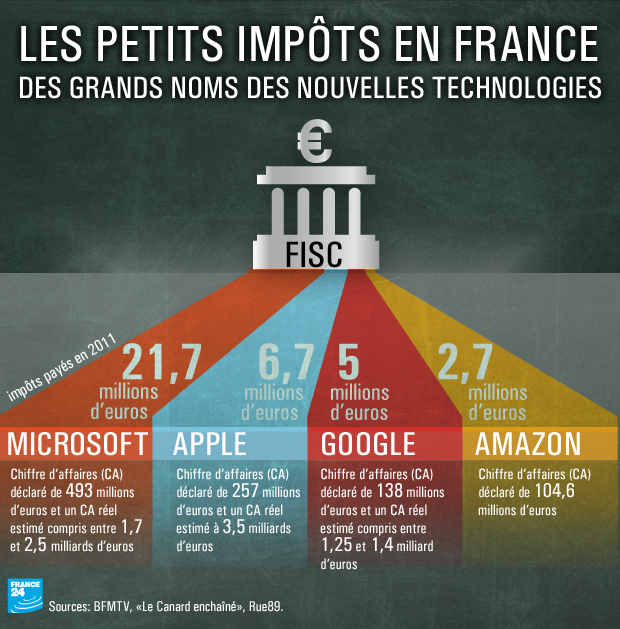 LES PETITS IMPÔTS EN FRANCE
DES GRANDS NOMS DES NOUVELLES TECHNOLOGIES
€
FISC
impôts payés en 2011
21,7
millions
d'euros
6,7
millions
d'euros
5
millions
d'euros
2,7
millions
d'euros
MICROSOFT
Chiffre d'affaires (CA)
déclaré de 493 millions
d'euros et un CA réel
estimé compris entre 1,7
et 2,5 milliards d'euros
APPLE
Chiffre d'affaires (CA)
déclaré de 257 millions
d'euros et un CA réel
estimé à 3,5 milliards
d'euros
GOOGLE
Chiffre d'affaires (CA)
déclaré de 138 millions
d'euros et un CA réel
estimé compris entre
1,25 et 1,4 milliard
d'euros
AMAZON
Chiffre d'affaires (CA)
déclaré de 104,6
millions d'euros
FRANCE
24
Sources: BFMTV, «Le Canard enchaîné», Rue89.